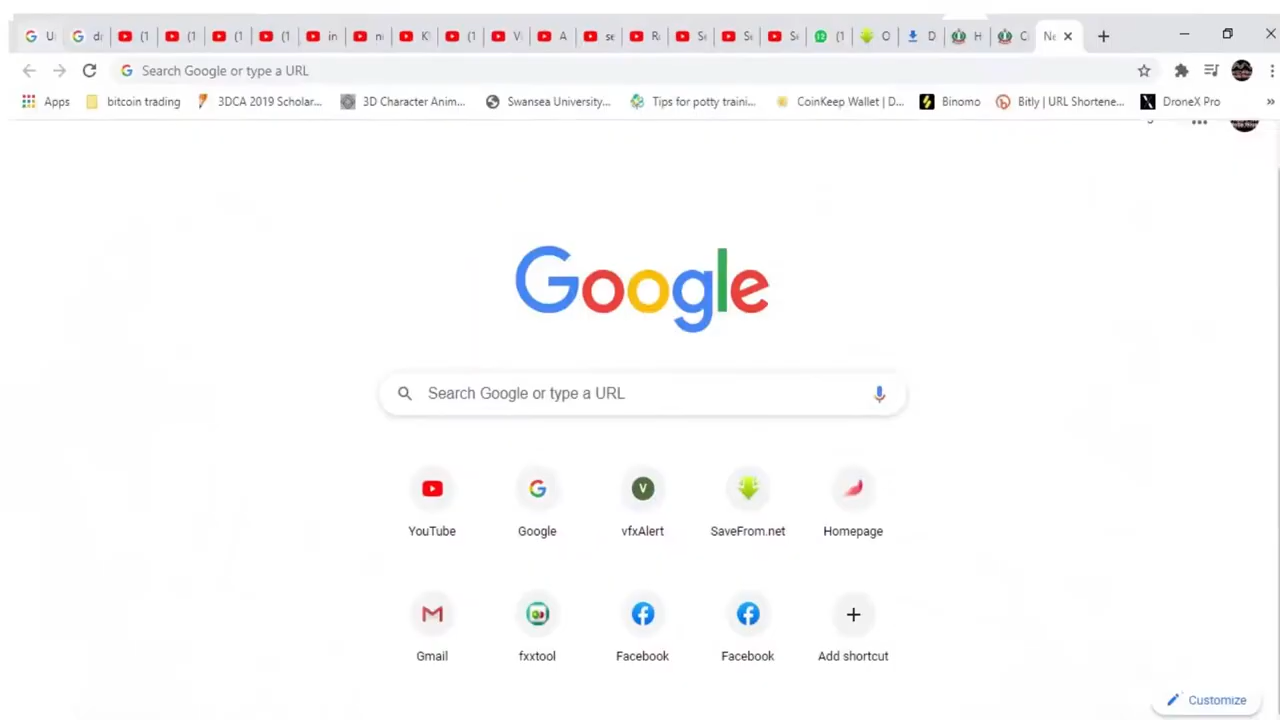 Search Google or type a URL
Apps
bitcoin trading
3DCA 2019 Scholar...
3D Character Anim...
Swansea University...
Tips for potty traini...
CoinKeep Wallet | D...
Binomo
Bitly | URL Shortene...
DroneX Pro
»
Google
Search Google or type a URL
YouTube
Google
V
vfxAlert
SaveFrom.net
Homepage
Gmail
fxxtool
Facebook
Facebook
Add shortcut
Customize